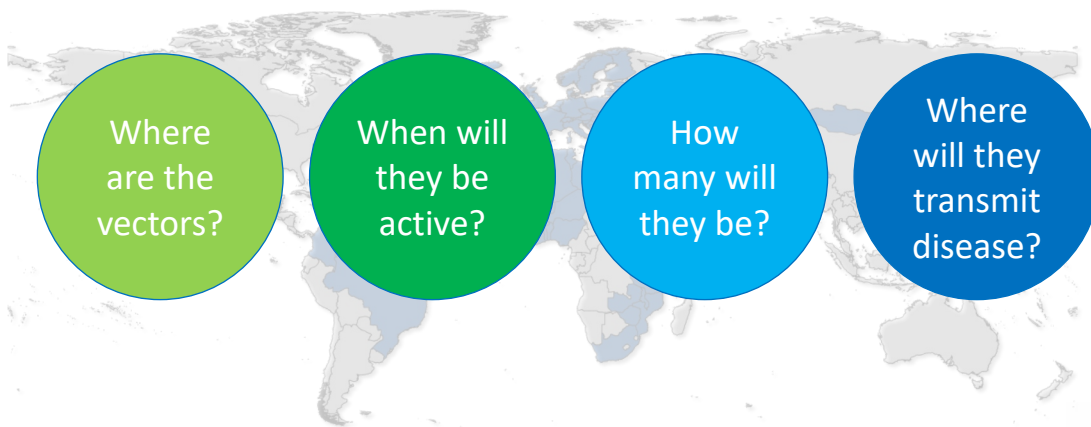 Where
are the
vectors?
When will
they be
active?
How
many will
they be?
Where
will they
transmit
disease?